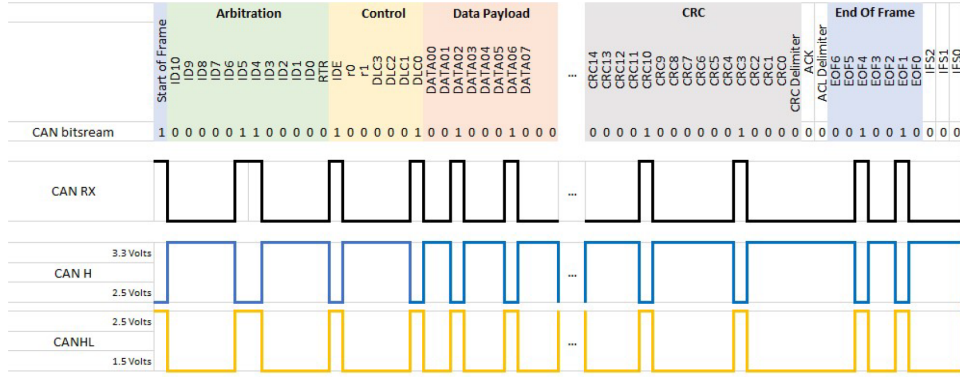 Arbitration
Control
Data Payload
CRC
End Of Frame
Start of Frame
ID10
ID9
ID8
ID7
ID6
ID5
ID4
ID3
ID2
ID1
ID0
RTR
IDE
r0
r1
DLC3
DLC2
DLC1
DLC0
DATA00
DATA01
DATA02
DATA03
DATA04
DATA05
DATA06
DATA07
...
CRC14
CRC13
CRC12
CRC11
CRC10
CRC9
CRC8
CRC7
CRC6
CRC5
CRC4
CRC3
CRC2
CRC1
CRC0
CRC Delimiter
ACK
ACL Delimiter
EOF6
EOF5
EOF4
EOF3
EOF2
EOF1
EOF0
IFS2
IFS1
IFS0
CAN bitsream 1 0 0 0 0 0 1 1 0 0 0 0 0 1 0 0 0 0 0 1 0 0 1 0 0 0 1 0 0 0 0 0 0 0 1 0 0 0 0 0 0 1 0 0 0 0 0 0 0 0 1 0 0 1 0 0 0 0
CAN RX ...
3.3 Volts
CAN H ...
2.5 Volts
2.5 Volts
CANHL ...
1.5 Volts